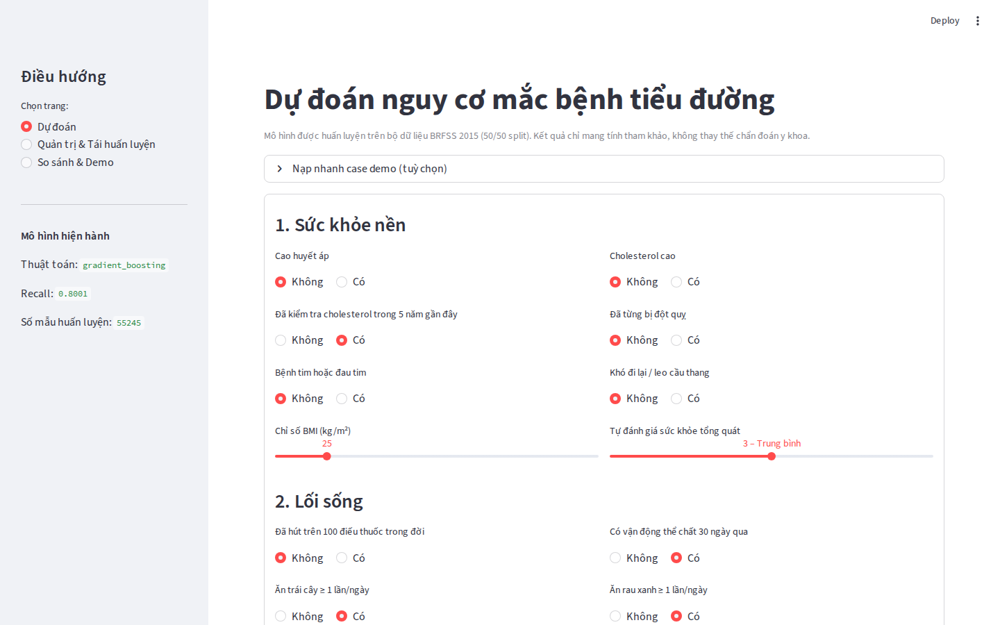 Deploy
Điều hướng
Chọn trang:
Dự đoán
Quản trị & Tái huấn luyện
So sánh & Demo
Mô hình hiện hành
Thuật toán: gradient_boosting
Recall: 0.8001
Số mẫu huấn luyện: 55245
Dự đoán nguy cơ mắc bệnh tiểu đường
Mô hình được huấn luyện trên bộ dữ liệu BRFSS 2015 (50/50 split). Kết quả chỉ mang tính tham khảo, không thay thế chẩn đoán y khoa.
Nạp nhanh case demo (tuỳ chọn)
1. Sức khỏe nền
Cao huyết áp
Không Có
Cholesterol cao
Không Có
Đã kiểm tra cholesterol trong 5 năm gần đây
Không Có
Đã từng bị đột quỵ
Không Có
Bệnh tim hoặc đau tim
Không Có
Khó đi lại / leo cầu thang
Không Có
Chỉ số BMI (kg/m²)
25
Tự đánh giá sức khỏe tổng quát
3 – Trung bình
2. Lối sống
Đã hút trên 100 điếu thuốc trong đời
Không Có
Có vận động thể chất 30 ngày qua
Không Có
Ăn trái cây ≥ 1 lần/ngày
Không Có
Ăn rau xanh ≥ 1 lần/ngày
Không Có